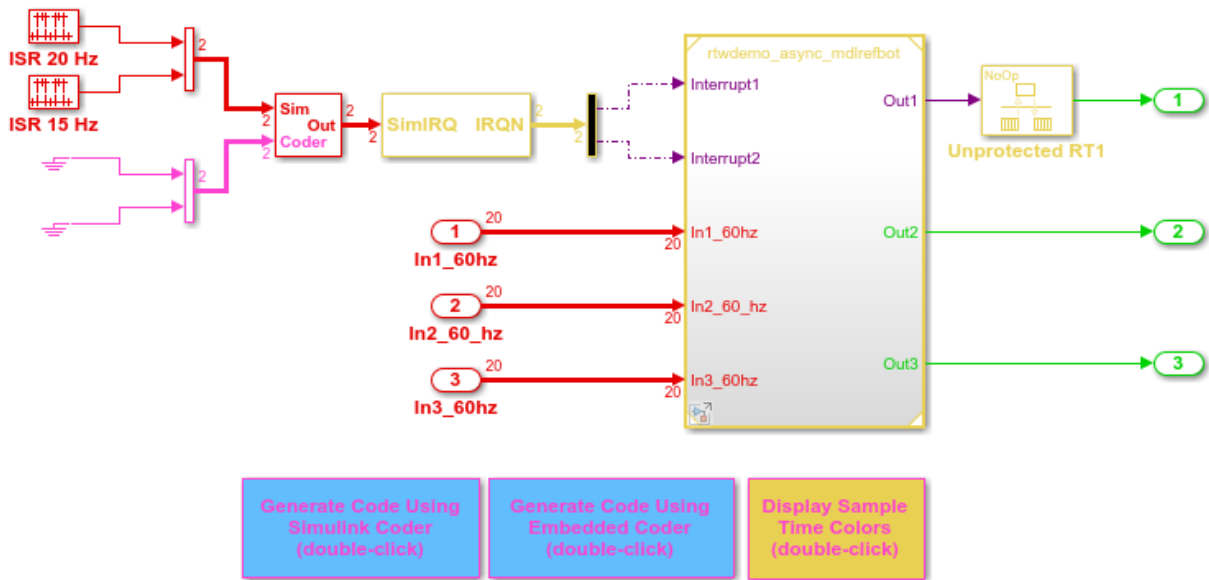 ISR 20 Hz
ISR 15 Hz
2
2
2
2
Sim
Out
Coder
2
2
SimIRQ IRQN
2
2
rtwdemo_async_mdlrefbot
Interrupt1
Interrupt2
Out1
NoOp
Unprotected RT1
1
1
In1_60hz
20
20
In1_60hz
Out2
2
2
In2_60_hz
20
20
In2_60_hz
3
In3_60hz
20
20
In3_60hz
Out3
3
Generate Code Using
Simulink Coder
(double-click)
Generate Code Using
Embedded Coder
(double-click)
Display Sample
Time Colors
(double-click)